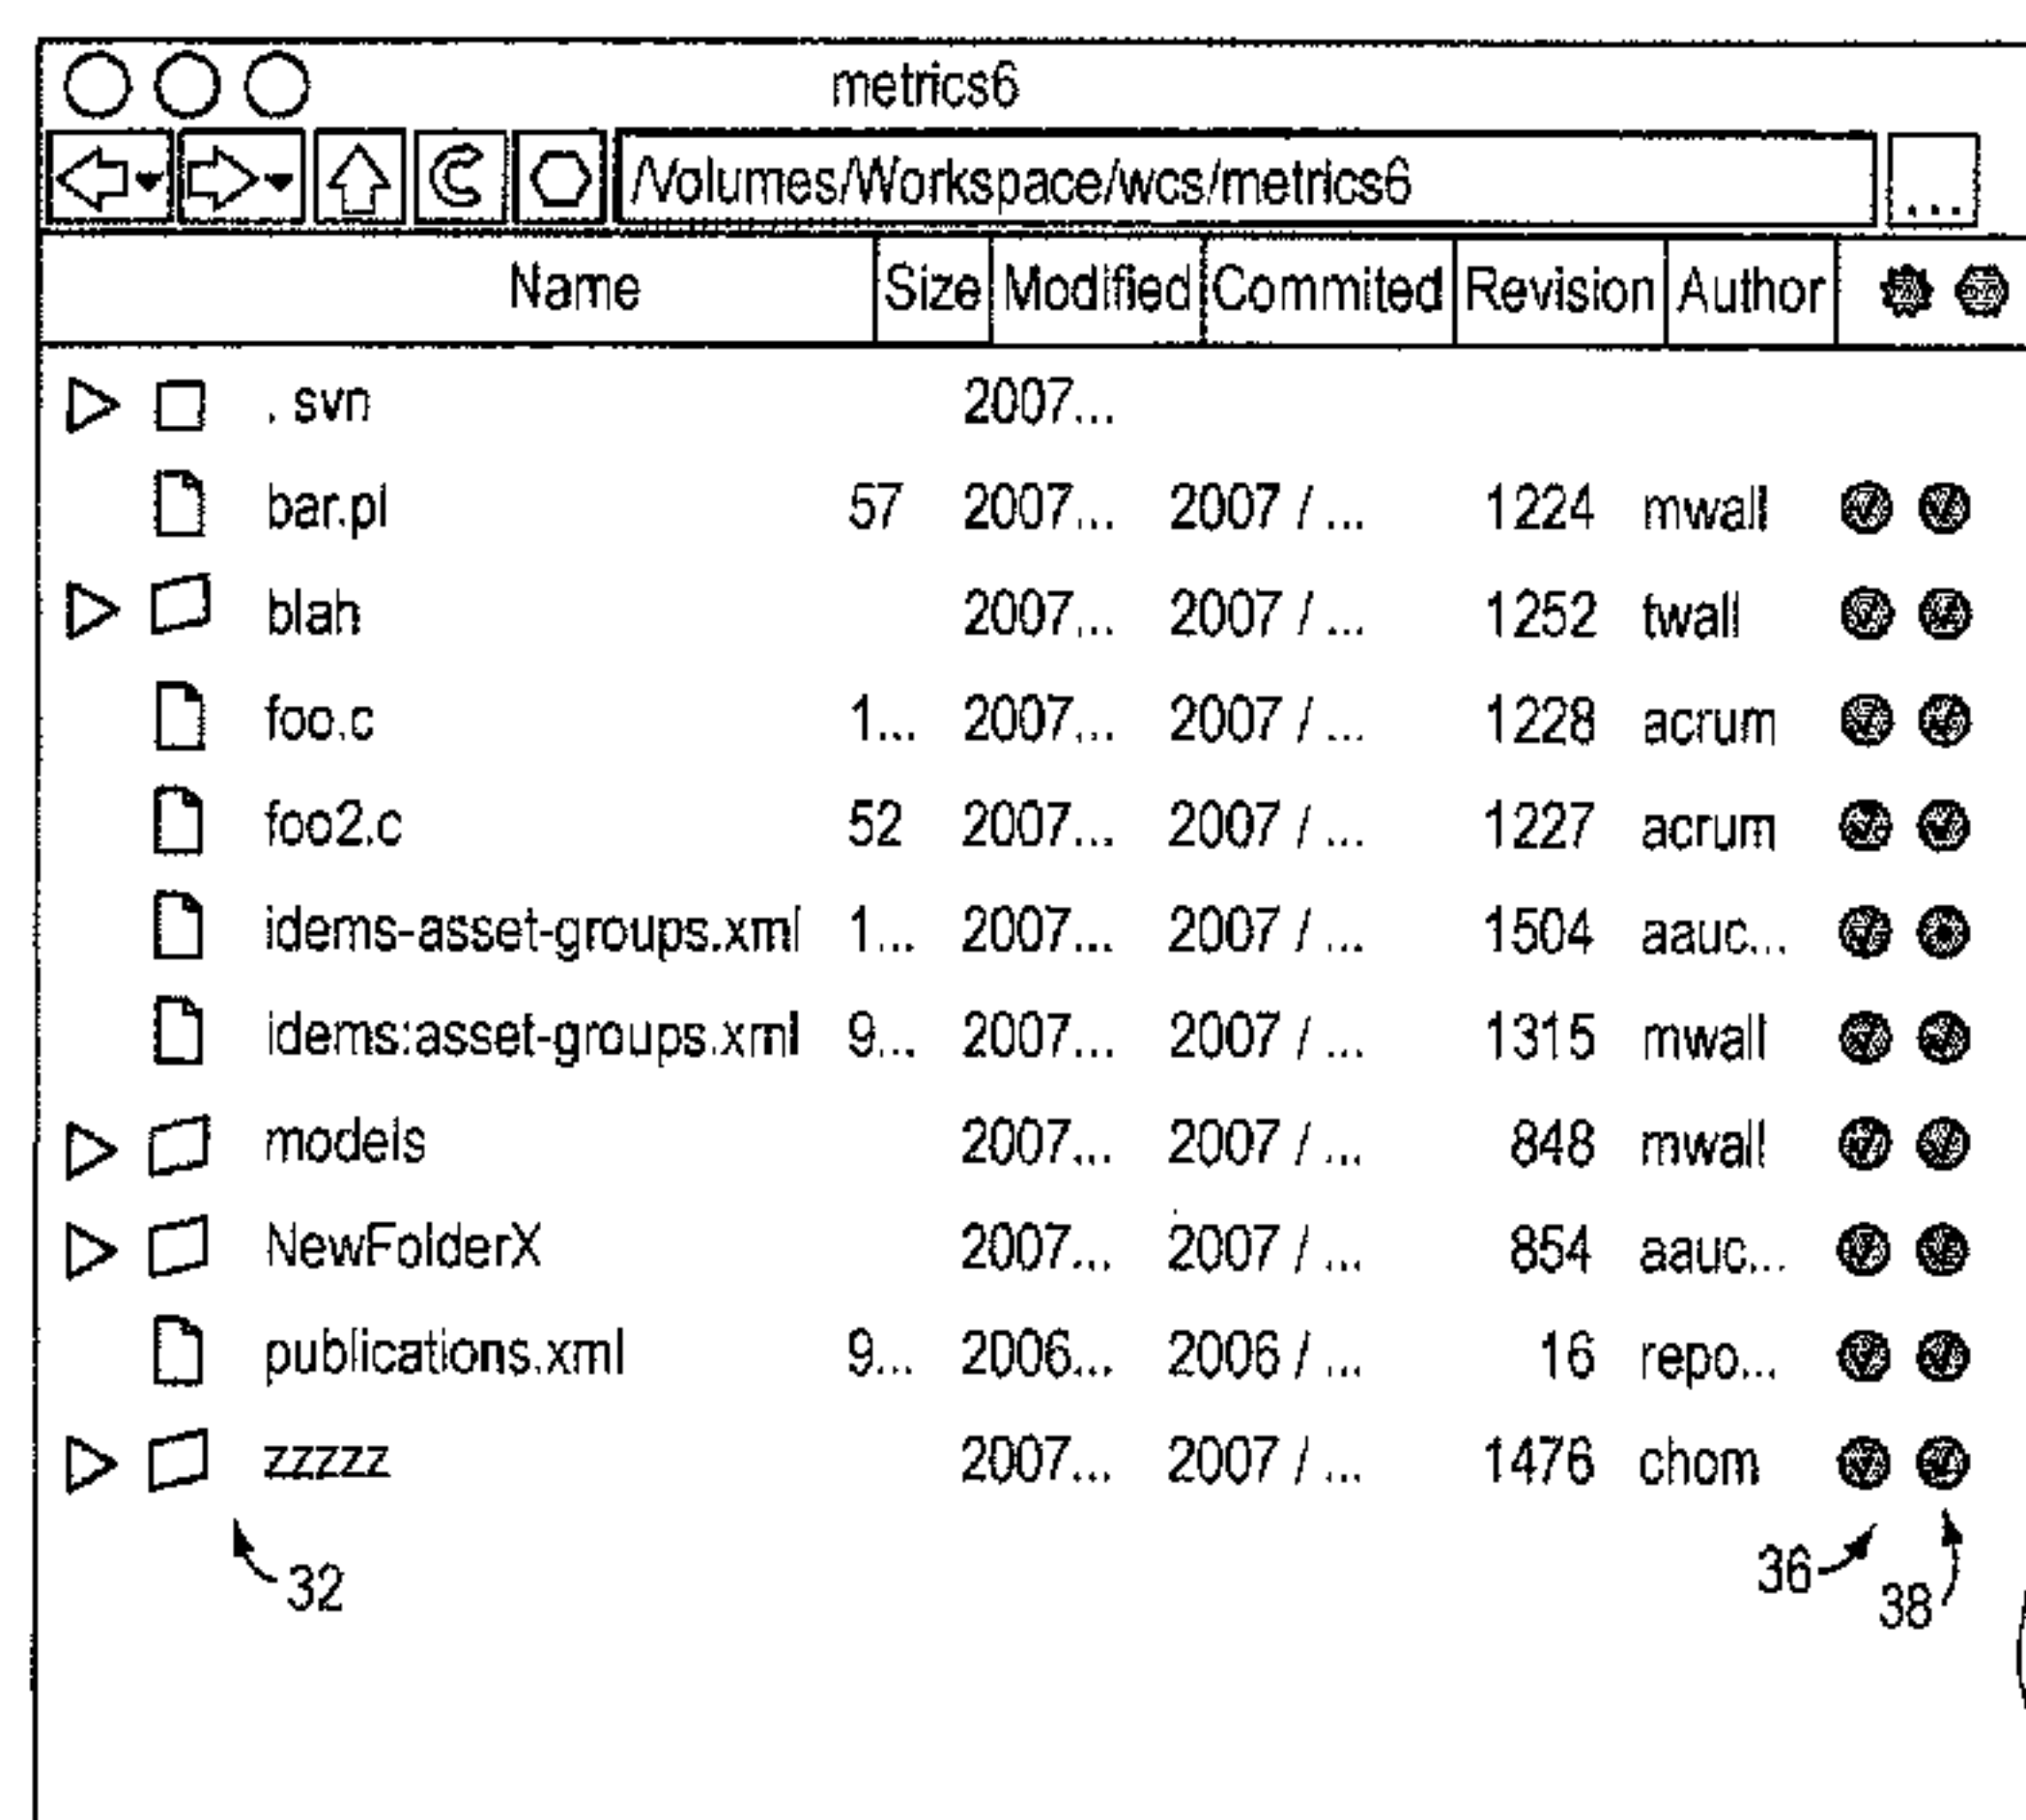 metrics6
/Volumes/Workspace/wcs/metrics6 ...
Name Size Modified Commited Revision Author
. svn 2007...
bar.pl 57 2007... 2007 / ... 1224 mwall
blah 2007... 2007 / ... 1252 twall
foo.c 1... 2007... 2007 / ... 1228 acrum
foo2.c 52 2007... 2007 / ... 1227 acrum
idems-asset-groups.xml 1... 2007... 2007 / ... 1504 aauc...
idems:asset-groups.xml 9... 2007... 2007 / ... 1315 mwall
models 2007... 2007 / ... 848 mwall
NewFolderX 2007... 2007 / ... 854 aauc...
publications.xml 9... 2006... 2006 / ... 16 repo...
zzzzz 2007... 2007 / ... 1476 chom
32 36 38